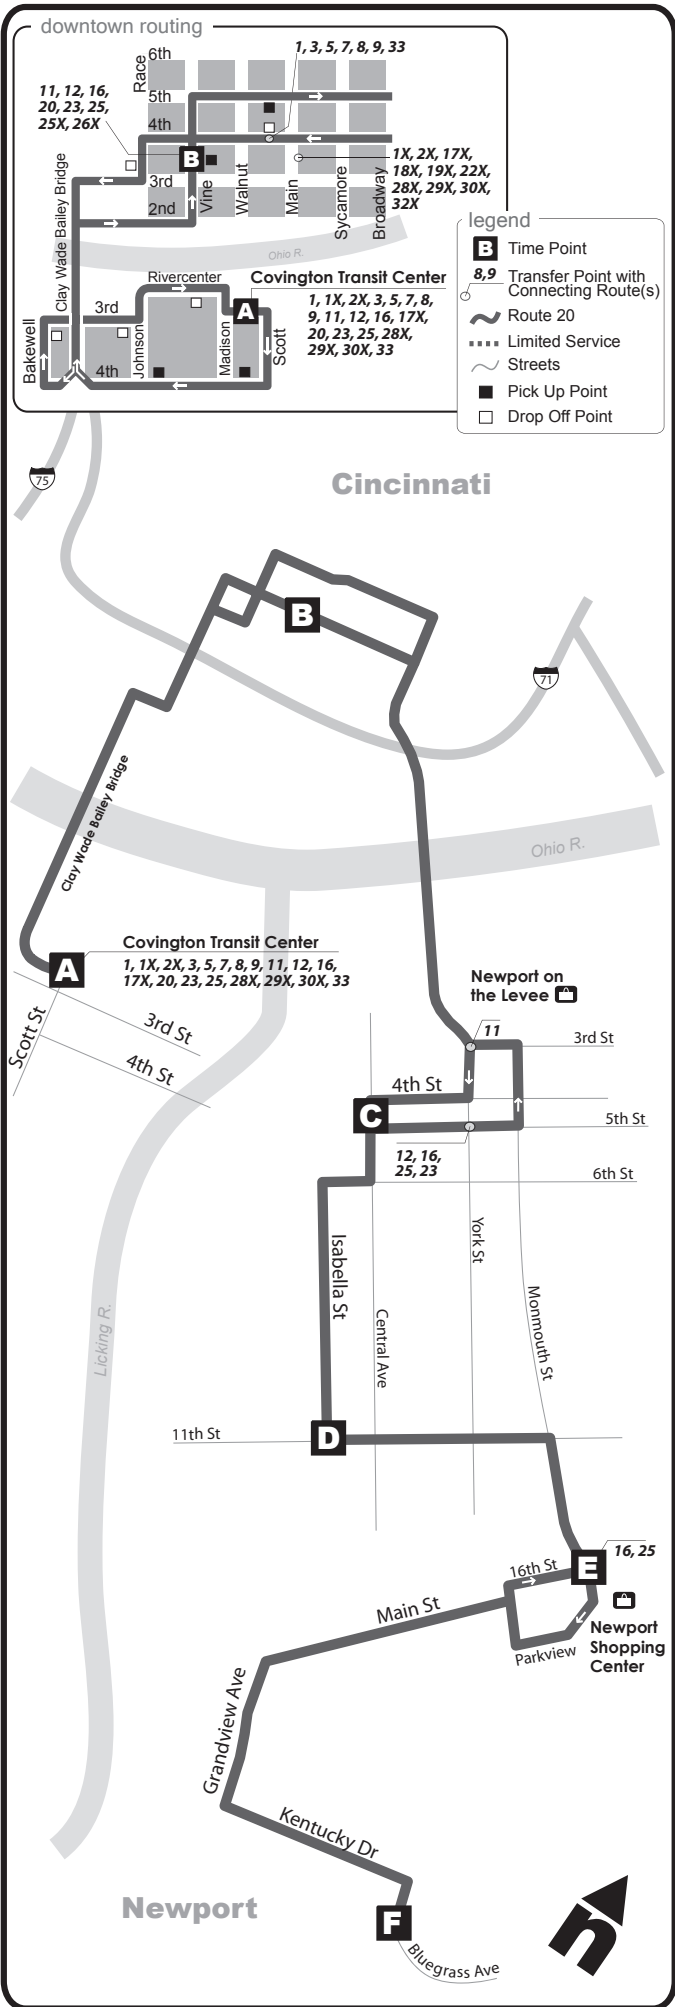 downtown routing
6th
Race
1, 3, 5, 7, 8, 9, 33
11, 12, 16,
20, 23, 25,
25X, 26X
5th
4th
B
1X, 2X, 17X,
18X, 19X, 22X,
28X, 29X, 30X,
32X
3rd
2nd
Vine
Walnut
Main
Sycamore
Broadway
Clay Wade Bailey Bridge
Ohio R.
Rivercenter
Covington Transit Center
1, 1X, 2X, 3, 5, 7, 8,
9, 11, 12, 16, 17X,
20, 23, 25, 28X,
29X, 30X, 33
A
3rd
Bakewell
Johnson
Madison
Scott
4th
legend
B Time Point
8,9 Transfer Point with
Connecting Route(s)
Route 20
Limited Service
Streets
Pick Up Point
Drop Off Point
75
Cincinnati
B
71
Clay Wade Bailey Bridge
Ohio R.
Covington Transit Center
A
1, 1X, 2X, 3, 5, 7, 8, 9, 11, 12, 16,
17X, 20, 23, 25, 28X, 29X, 30X, 33
Newport on
the Levee
Scott St
3rd St
4th St
11
3rd St
4th St
C
5th St
12, 16,
25, 23
6th St
Isabella St
York St
Central Ave
Monmouth St
Licking R.
11th St
D
16, 25
16th St
E
Main St
Newport
Shopping
Center
Parkview
Grandview Ave
Kentucky Dr
Newport
F
Bluegrass Ave
n